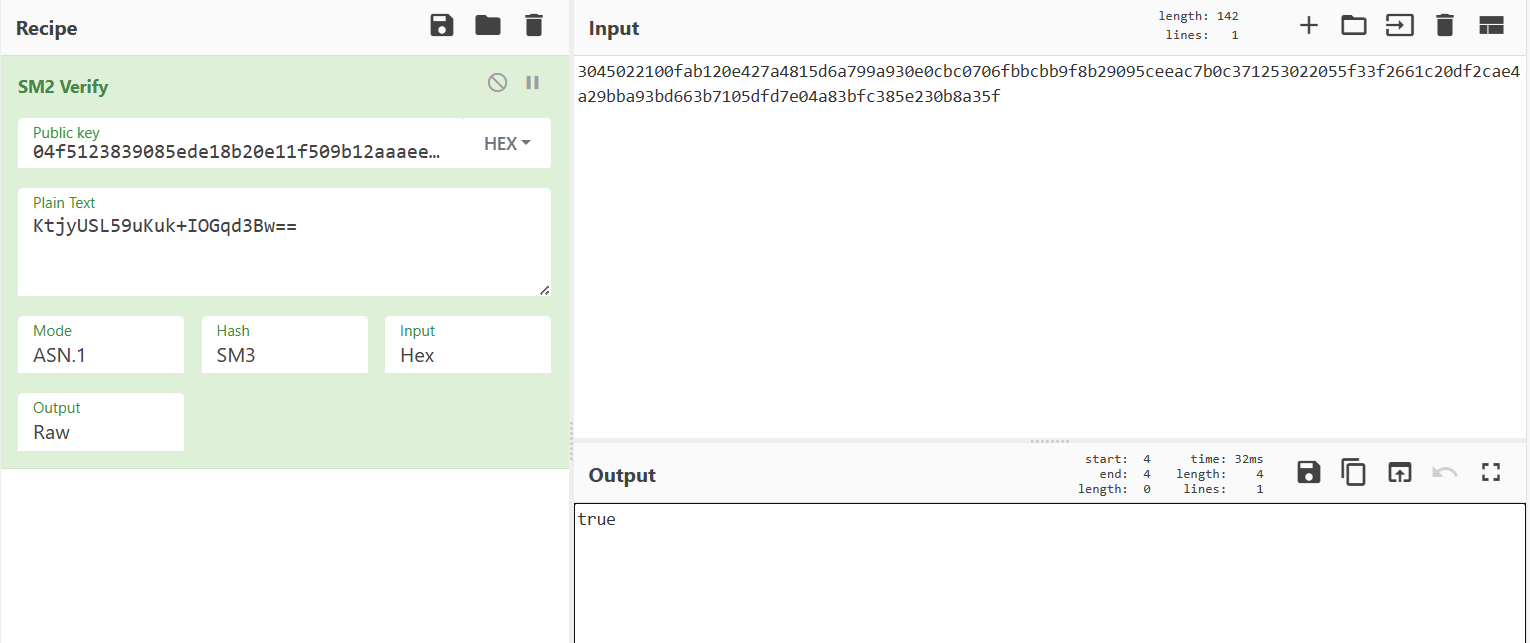 Recipe
SM2 Verify
Public key
04f5123839085ede18b20e11f509b12aaaee…
HEX
Plain Text
KtjyUSL59uKuk+IOGqd3Bw==
Mode
ASN.1
Hash
SM3
Input
Hex
Output
Raw
Input
length: 142
lines: 1
3045022100fab120e427a4815d6a799a930e0cbc0706fbbcbb9f8b29095ceeac7b0c371253022055f33f2661c20df2cae4
a29bba93bd663b7105dfd7e04a83bfc385e230b8a35f
Output
start: 4
end: 4
length: 0
time: 32ms
length: 4
lines: 1
true